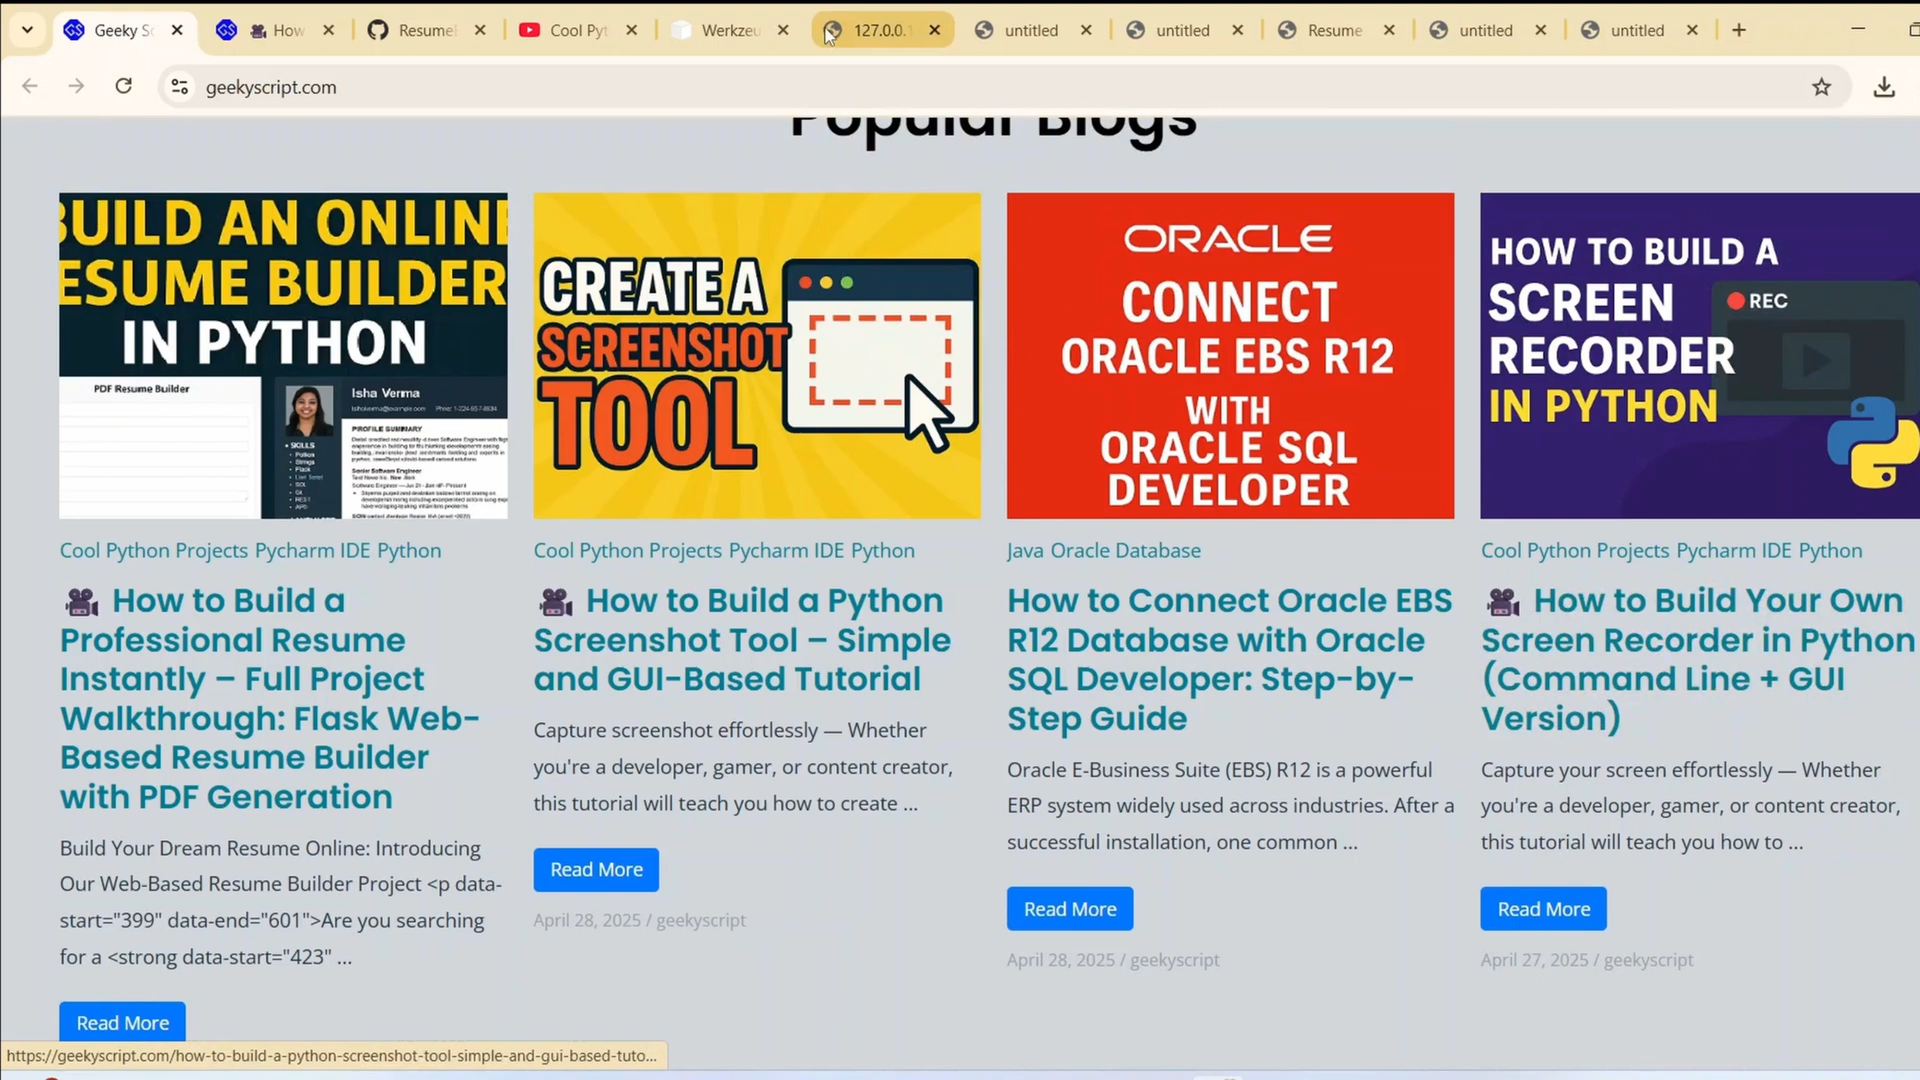 Geeky Sc
How
Resume
Cool Pyt
Werkzeu
127.0.0.1
untitled
untitled
Resume
untitled
untitled
geekyscript.com
Popular Blogs
BUILD AN ONLINE
RESUME BUILDER
IN PYTHON
PDF Resume Builder
Isha Verma
PROFILE SUMMARY
SKILLS
CREATE A
SCREENSHOT
TOOL
ORACLE
CONNECT
ORACLE EBS R12
WITH
ORACLE SQL
DEVELOPER
HOW TO BUILD A
SCREEN
RECORDER
IN PYTHON
REC
Cool Python Projects Pycharm IDE Python
How to Build a
Professional Resume
Instantly – Full Project
Walkthrough: Flask Web-
Based Resume Builder
with PDF Generation
Build Your Dream Resume Online: Introducing
Our Web-Based Resume Builder Project <p data-
start="399" data-end="601">Are you searching
for a <strong data-start="423" ...
Read More
Cool Python Projects Pycharm IDE Python
How to Build a Python
Screenshot Tool – Simple
and GUI-Based Tutorial
Capture screenshot effortlessly — Whether
you're a developer, gamer, or content creator,
this tutorial will teach you how to create ...
Read More
April 28, 2025 / geekyscript
Java Oracle Database
How to Connect Oracle EBS
R12 Database with Oracle
SQL Developer: Step-by-
Step Guide
Oracle E-Business Suite (EBS) R12 is a powerful
ERP system widely used across industries. After a
successful installation, one common ...
Read More
April 28, 2025 / geekyscript
Cool Python Projects Pycharm IDE Python
How to Build Your Own
Screen Recorder in Python
(Command Line + GUI
Version)
Capture your screen effortlessly — Whether
you're a developer, gamer, or content creator,
this tutorial will teach you how to ...
Read More
April 27, 2025 / geekyscript
https://geekyscript.com/how-to-build-a-python-screenshot-tool-simple-and-gui-based-tuto...